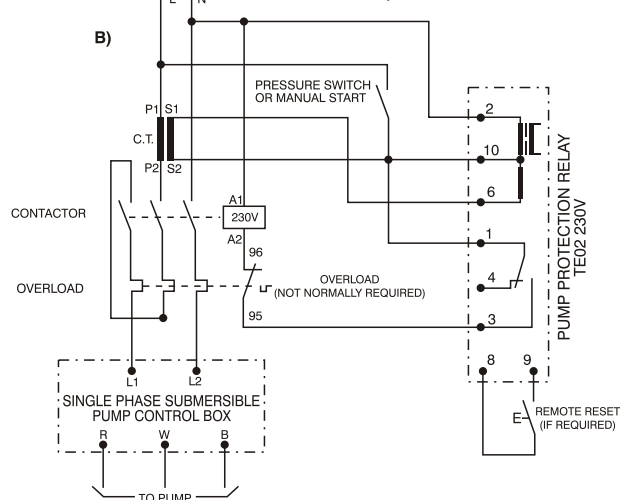 L N
B)
PRESSURE SWITCH
OR MANUAL START
P1 S1
C.T.
P2 S2
2
10
6
1
4
3
8 9
CONTACTOR
A1
230V
A2
96
OVERLOAD
OVERLOAD
(NOT NORMALLY REQUIRED)
95
PUMP PROTECTION RELAY
TE02 230V
L1 L2
SINGLE PHASE SUBMERSIBLE
PUMP CONTROL BOX
R W B
E
REMOTE RESET
(IF REQUIRED)
TO PUMP